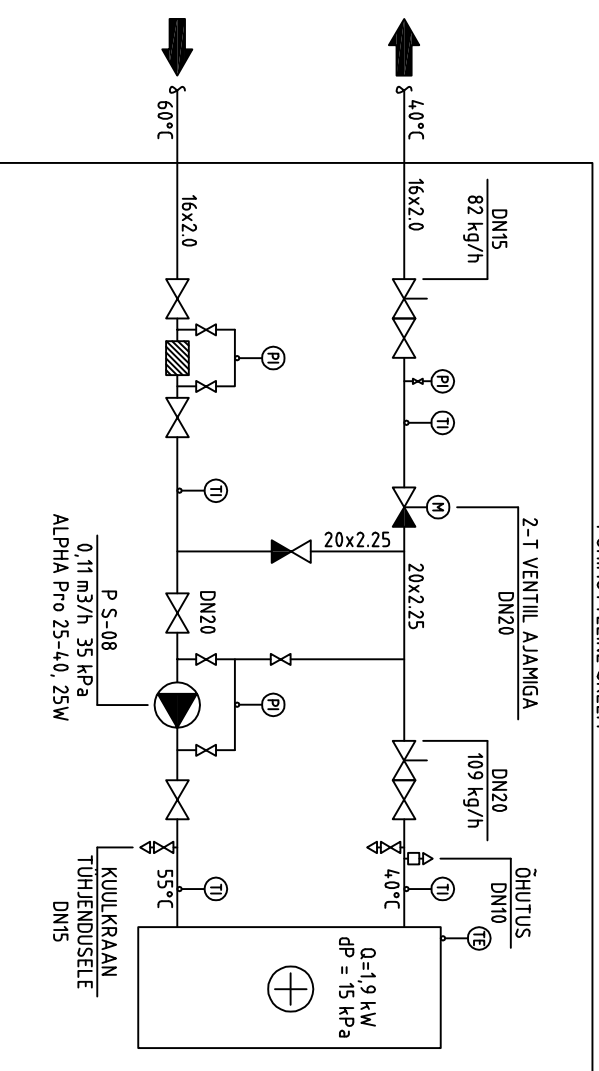 DN15
82 kg/h
2-T VENTIIL AJAMIGA
DN20
DN20
109 kg/h
ÕHUTUS
DN10
TE
PI
TI
M
TI
40°C
16x2.0
20x2.25
40°C
20x2.25
Q=1,9 kW
dP = 15 kPa
PI
TI
PI
TI
DN20
60°C
16x2.0
55°C
P S-08
0,11 m3/h 35 kPa
ALPHA Pro 25-40, 25W
KUULKRAAN
TÜHJENDUSELE
DN15